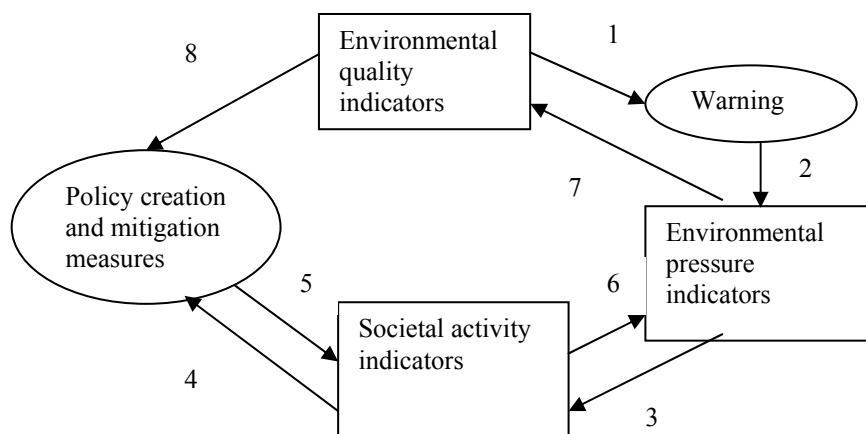 8
Environmental
quality
indicators
1
Warning
2
7
Policy creation
and mitigation
measures
Environmental
pressure
indicators
5
6
Societal activity
indicators
4
3